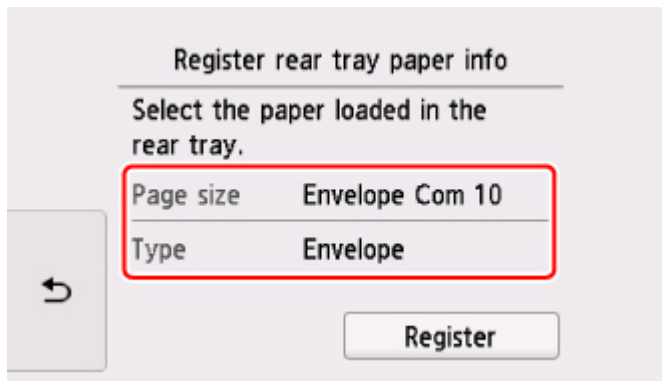 Register rear tray paper info
Select the paper loaded in the
rear tray.
Page size Envelope Com 10
Type Envelope
Register